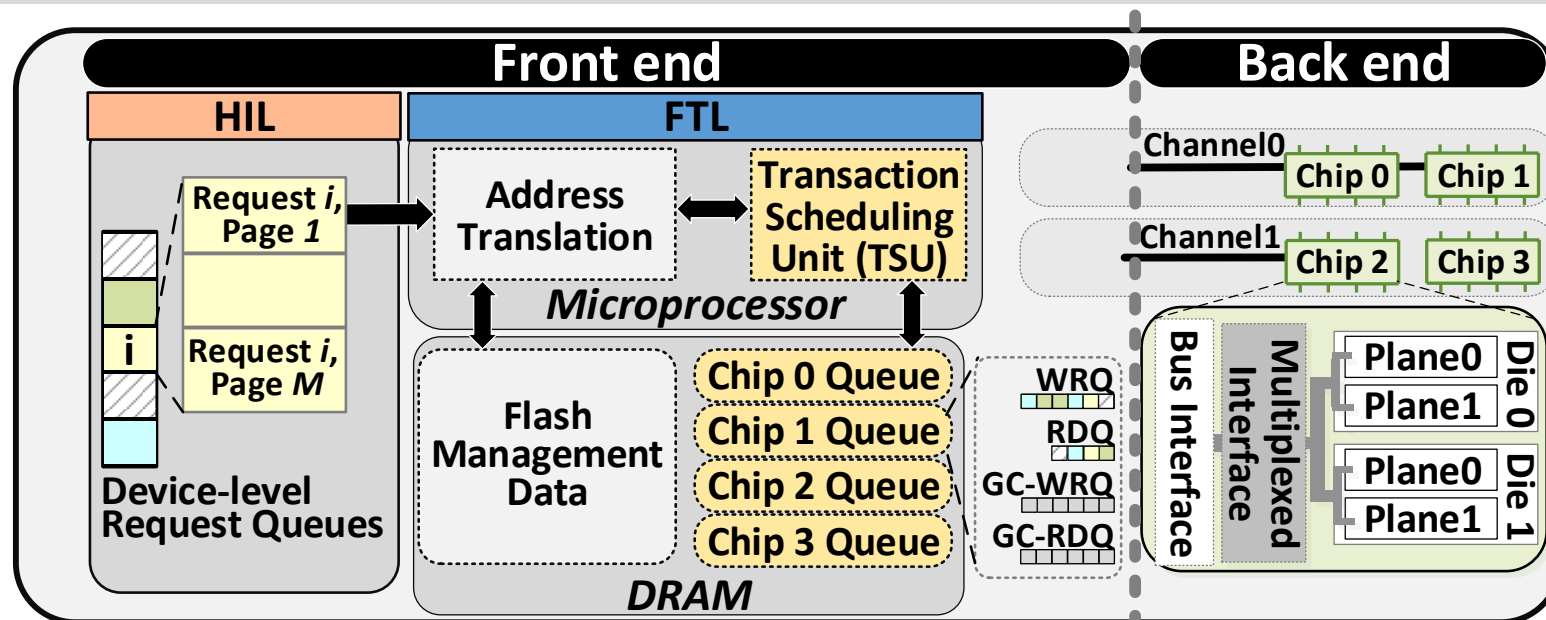 Front end
Back end
HIL
FTL
Request i,
Page 1
i
Request i,
Page M
Device-level
Request Queues
Address
Translation
Transaction
Scheduling
Unit (TSU)
Microprocessor
Flash
Management
Data
Chip 0 Queue
Chip 1 Queue
Chip 2 Queue
Chip 3 Queue
DRAM
WRQ
RDQ
GC-WRQ
GC-RDQ
Channel0
Chip 0
Chip 1
Channel1
Chip 2
Chip 3
Bus Interface
Multiplexed
Interface
Plane0
Plane1
Die 0
Plane0
Plane1
Die 1